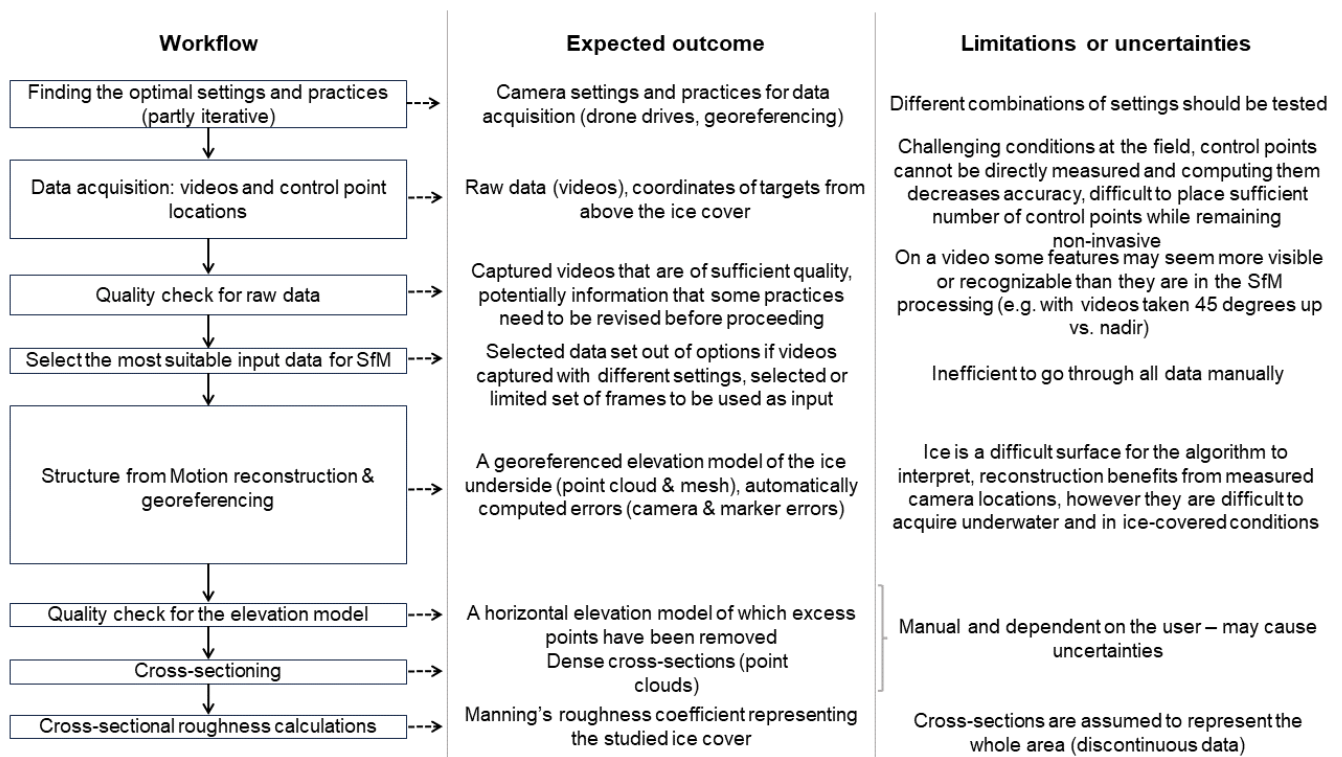 Workflow
Expected outcome
Limitations or uncertainties
Finding the optimal settings and practices
(partly iterative)
Camera settings and practices for data
acquisition (drone drives, georeferencing)
Different combinations of settings should be tested
Data acquisition: videos and control point
locations
Raw data (videos), coordinates of targets from
above the ice cover
Challenging conditions at the field, control points
cannot be directly measured and computing them
decreases accuracy, difficult to place sufficient
number of control points while remaining
non-invasive
Quality check for raw data
Captured videos that are of sufficient quality,
potentially information that some practices
need to be revised before proceeding
On a video some features may seem more visible
or recognizable than they are in the SfM
processing (e.g. with videos taken 45 degrees up
vs. nadir)
Select the most suitable input data for SfM
Selected data set out of options if videos
captured with different settings, selected or
limited set of frames to be used as input
Inefficient to go through all data manually
Structure from Motion reconstruction &
georeferencing
A georeferenced elevation model of the ice
underside (point cloud & mesh), automatically
computed errors (camera & marker errors)
Ice is a difficult surface for the algorithm to
interpret, reconstruction benefits from measured
camera locations, however they are difficult to
acquire underwater and in ice-covered conditions
Quality check for the elevation model
A horizontal elevation model of which excess
points have been removed
Manual and dependent on the user – may cause
uncertainties
Cross-sectioning
Dense cross-sections (point
clouds)
Cross-sectional roughness calculations
Manning's roughness coefficient representing
the studied ice cover
Cross-sections are assumed to represent the
whole area (discontinuous data)